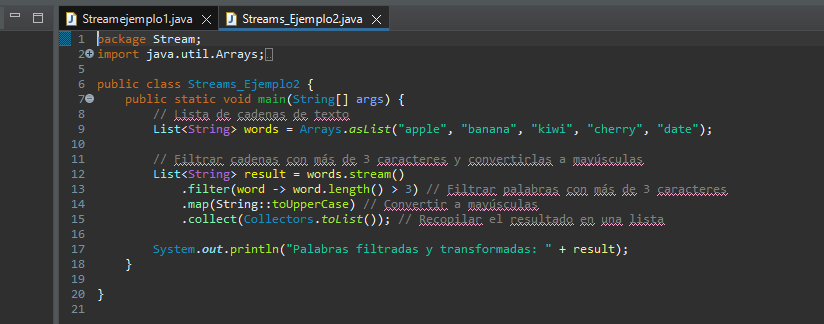 Streamejemplo1.java Streams_Ejemplo2.java
1 package Stream;
2 import java.util.Arrays;
5
6 public class Streams_Ejemplo2 {
7 public static void main(String[] args) {
8 // Lista de cadenas de texto
9 List<String> words = Arrays.asList("apple", "banana", "kiwi", "cherry", "date");
10
11 // Filtrar cadenas con más de 3 caracteres y convertirlas a mayúsculas
12 List<String> result = words.stream()
13 .filter(word -> word.length() > 3) // Filtrar palabras con más de 3 caracteres
14 .map(String::toUpperCase) // Convertir a mayúsculas
15 .collect(Collectors.toList()); // Recopilar el resultado en una lista
16
17 System.out.println("Palabras filtradas y transformadas: " + result);
18 }
19
20 }
21